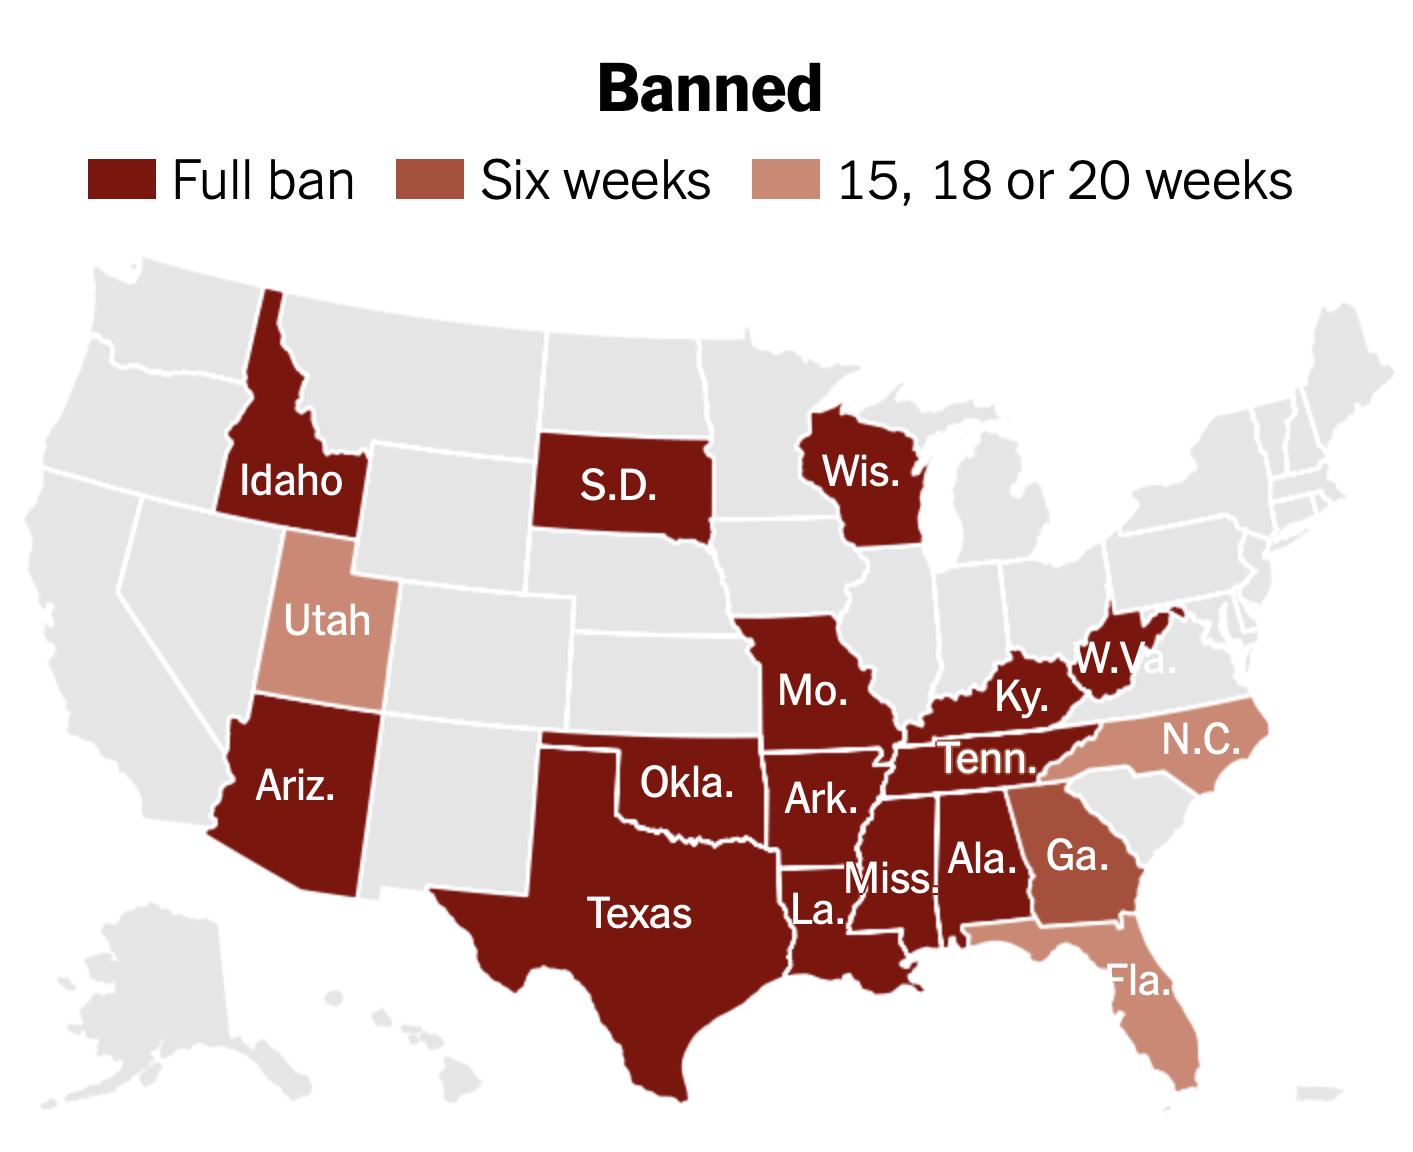 Banned
Full ban
Six weeks
15, 18 or 20 weeks
Idaho
S.D.
Wis.
Utah
W.Va.
Mo.
Ky.
N.C.
Tenn.
Ariz.
Okla.
Ark.
Miss.
Ala.
Ga.
Texas
La.
Fla.